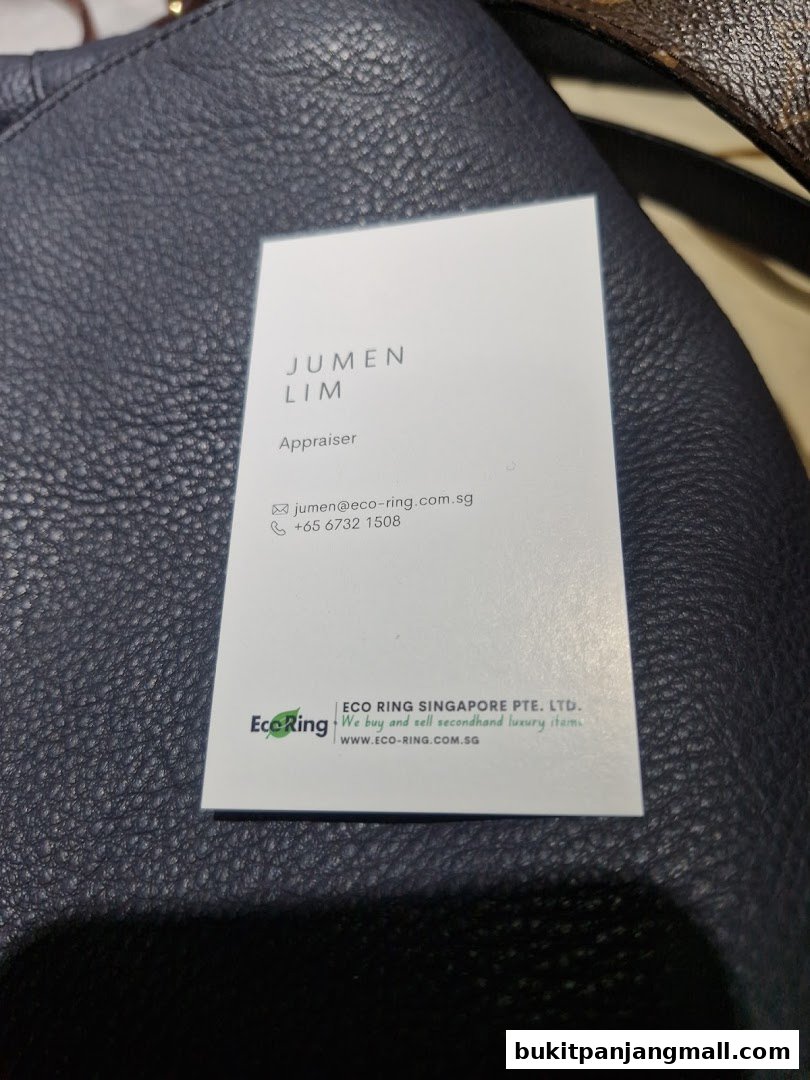 JUMEN
LIM
Appraiser
jumen@eco-ring.com.sg
+65 6732 1508
EcoRing
ECO RING SINGAPORE PTE. LTD.
We buy and sell secondhand luxury items
WWW.ECO-RING.COM.SG
bukitpanjangmall.com